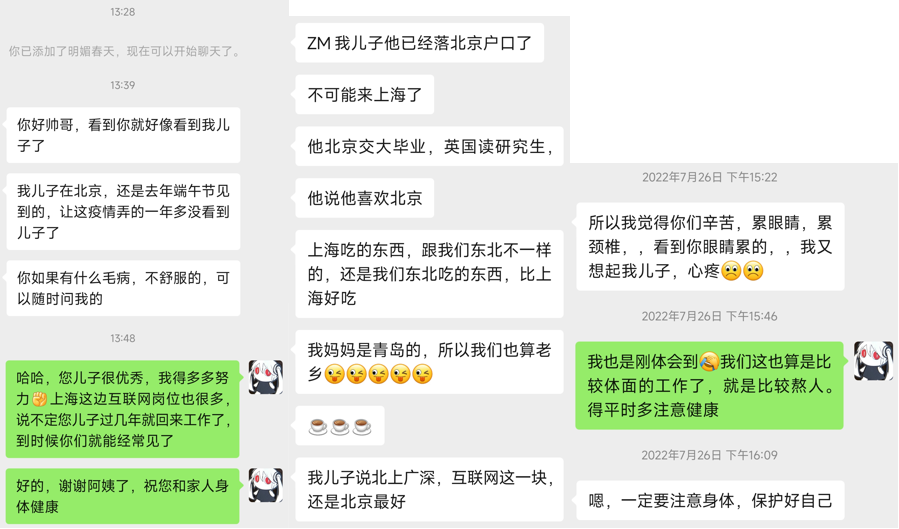 13:28
你已添加了明媚春天，现在可以开始聊天了。
13:39
你好帅哥，看到你就好像看到我儿
子了
我儿子在北京，还是去年端午节见
到的，让这疫情弄的一年多没看到
儿子了
你如果有什么毛病，不舒服的，可
以随时问我的
13:48
哈哈，您儿子很优秀，我得多多努
力✊上海这边互联网岗位也很多，
说不定您儿子过几年就回来工作了，
到时候你们就能经常见了
好的，谢谢阿姨了，祝您和家人身
体健康
ZM 我儿子他已经落北京户口了
不可能来上海了
他北京交大毕业，英国读研究生，
他说他喜欢北京
上海吃的东西，跟我们东北不一样
的，还是我们东北吃的东西，比上
海好吃
我妈妈是青岛的，所以我们也算老
乡😜😜😜😜😜
☕☕☕
我儿子说北上广深，互联网这一块，
还是北京最好
2022年7月26日 下午15:22
所以我觉得你们辛苦，累眼睛，累
颈椎，，看到你眼睛累的，，我又
想起我儿子，心疼🙁🙁
2022年7月26日 下午15:46
我也是刚体会到🤣我们这也算是比
较体面的工作了，就是比较熬人。
得平时多注意健康
2022年7月26日 下午16:09
嗯，一定要注意身体，保护好自己